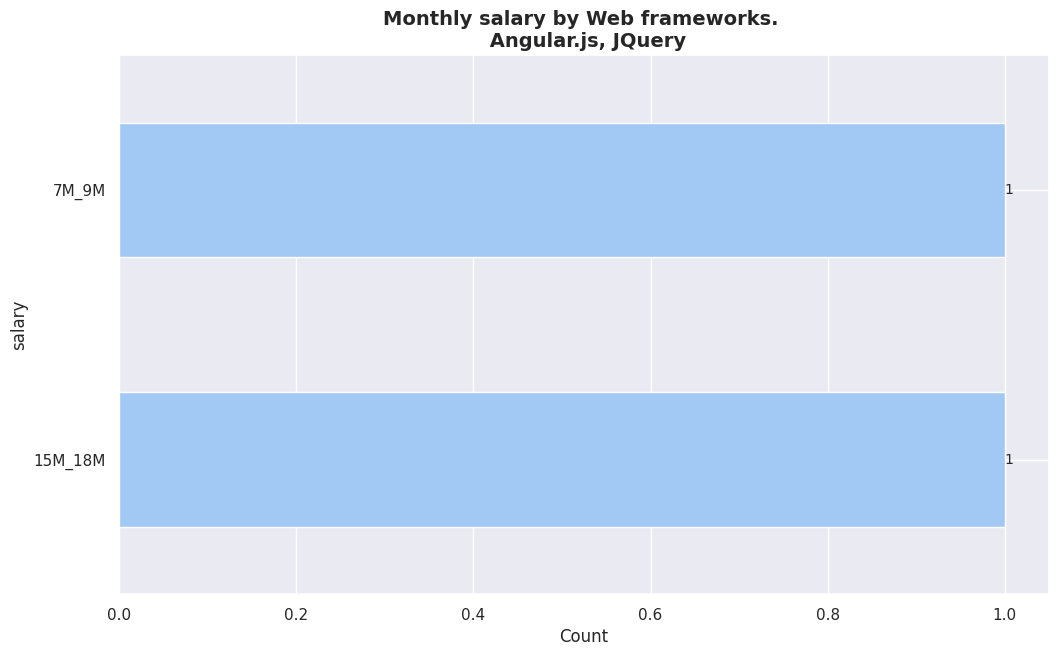 Monthly salary by Web frameworks.
Angular.js, JQuery
7M_9M
1
salary
15M_18M
1
0.0 0.2 0.4 0.6 0.8 1.0
Count